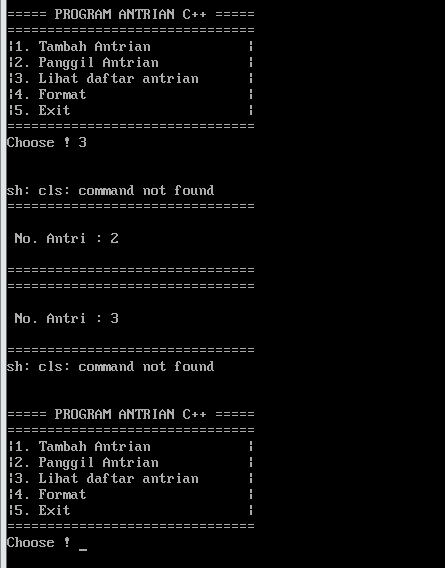 ===== PROGRAM ANTRIAN C++ =====
===============================
¦1. Tambah Antrian            ¦
¦2. Panggil Antrian           ¦
¦3. Lihat daftar antrian      ¦
¦4. Format                    ¦
¦5. Exit                      ¦
===============================
Choose ! 3
sh: cls: command not found
===============================
 No. Antri : 2
===============================
===============================
 No. Antri : 3
===============================
sh: cls: command not found
===== PROGRAM ANTRIAN C++ =====
===============================
¦1. Tambah Antrian            ¦
¦2. Panggil Antrian           ¦
¦3. Lihat daftar antrian      ¦
¦4. Format                    ¦
¦5. Exit                      ¦
===============================
Choose ! _